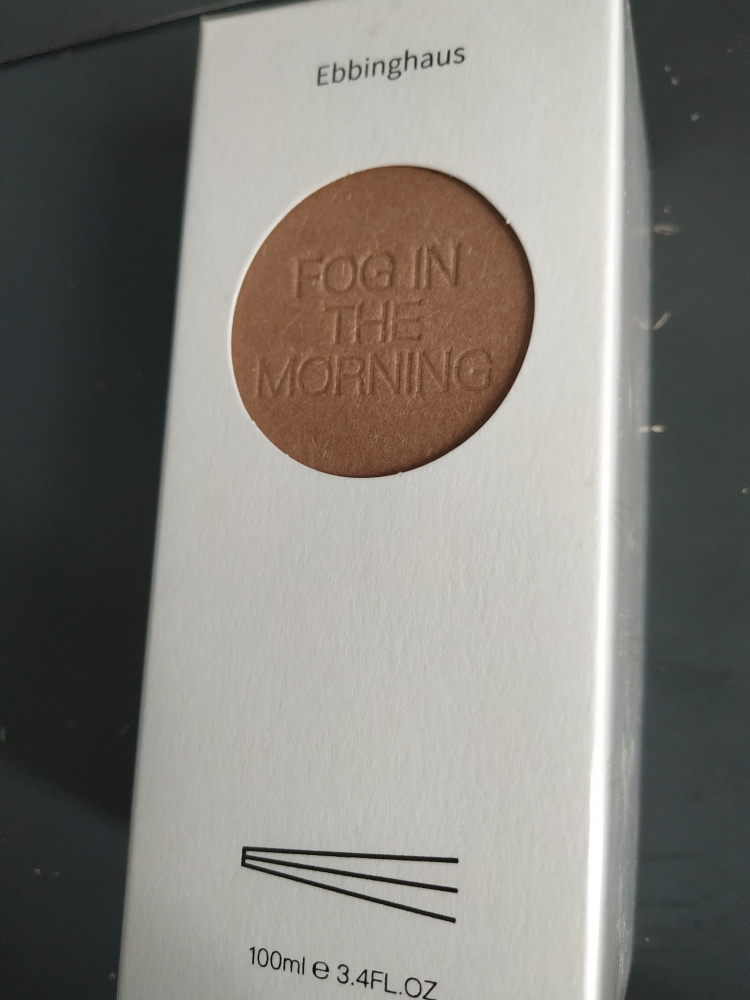 Ebbinghaus
FOG IN
THE
MORNING
100ml ℮ 3.4FL.OZ